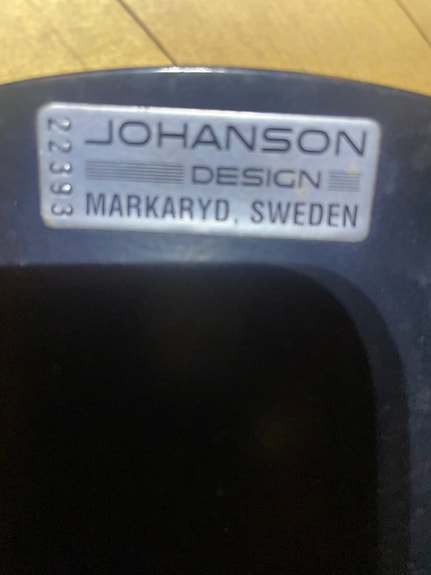 22393
JOHANSON
DESIGN
MARKARYD, SWEDEN